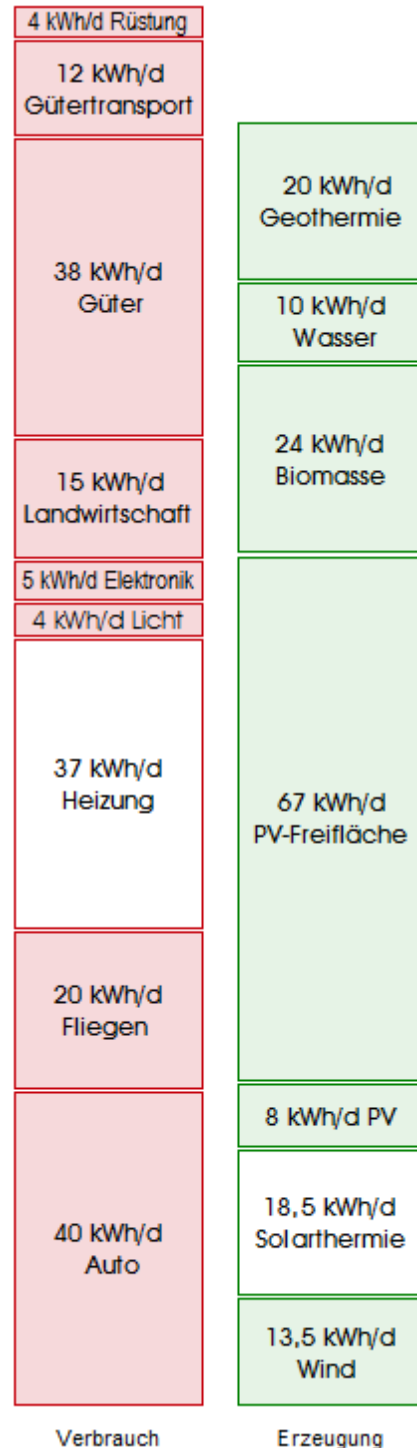 4 kWh/d Rüstung
12 kWh/d
Gütertransport
38 kWh/d
Güter
15 kWh/d
Landwirtschaft
5 kWh/d Elektronik
4 kWh/d Licht
37 kWh/d
Heizung
20 kWh/d
Fliegen
40 kWh/d
Auto
Verbrauch
20 kWh/d
Geothermie
10 kWh/d
Wasser
24 kWh/d
Biomasse
67 kWh/d
PV-Freifläche
8 kWh/d PV
18,5 kWh/d
Solarthermie
13,5 kWh/d
Wind
Erzeugung